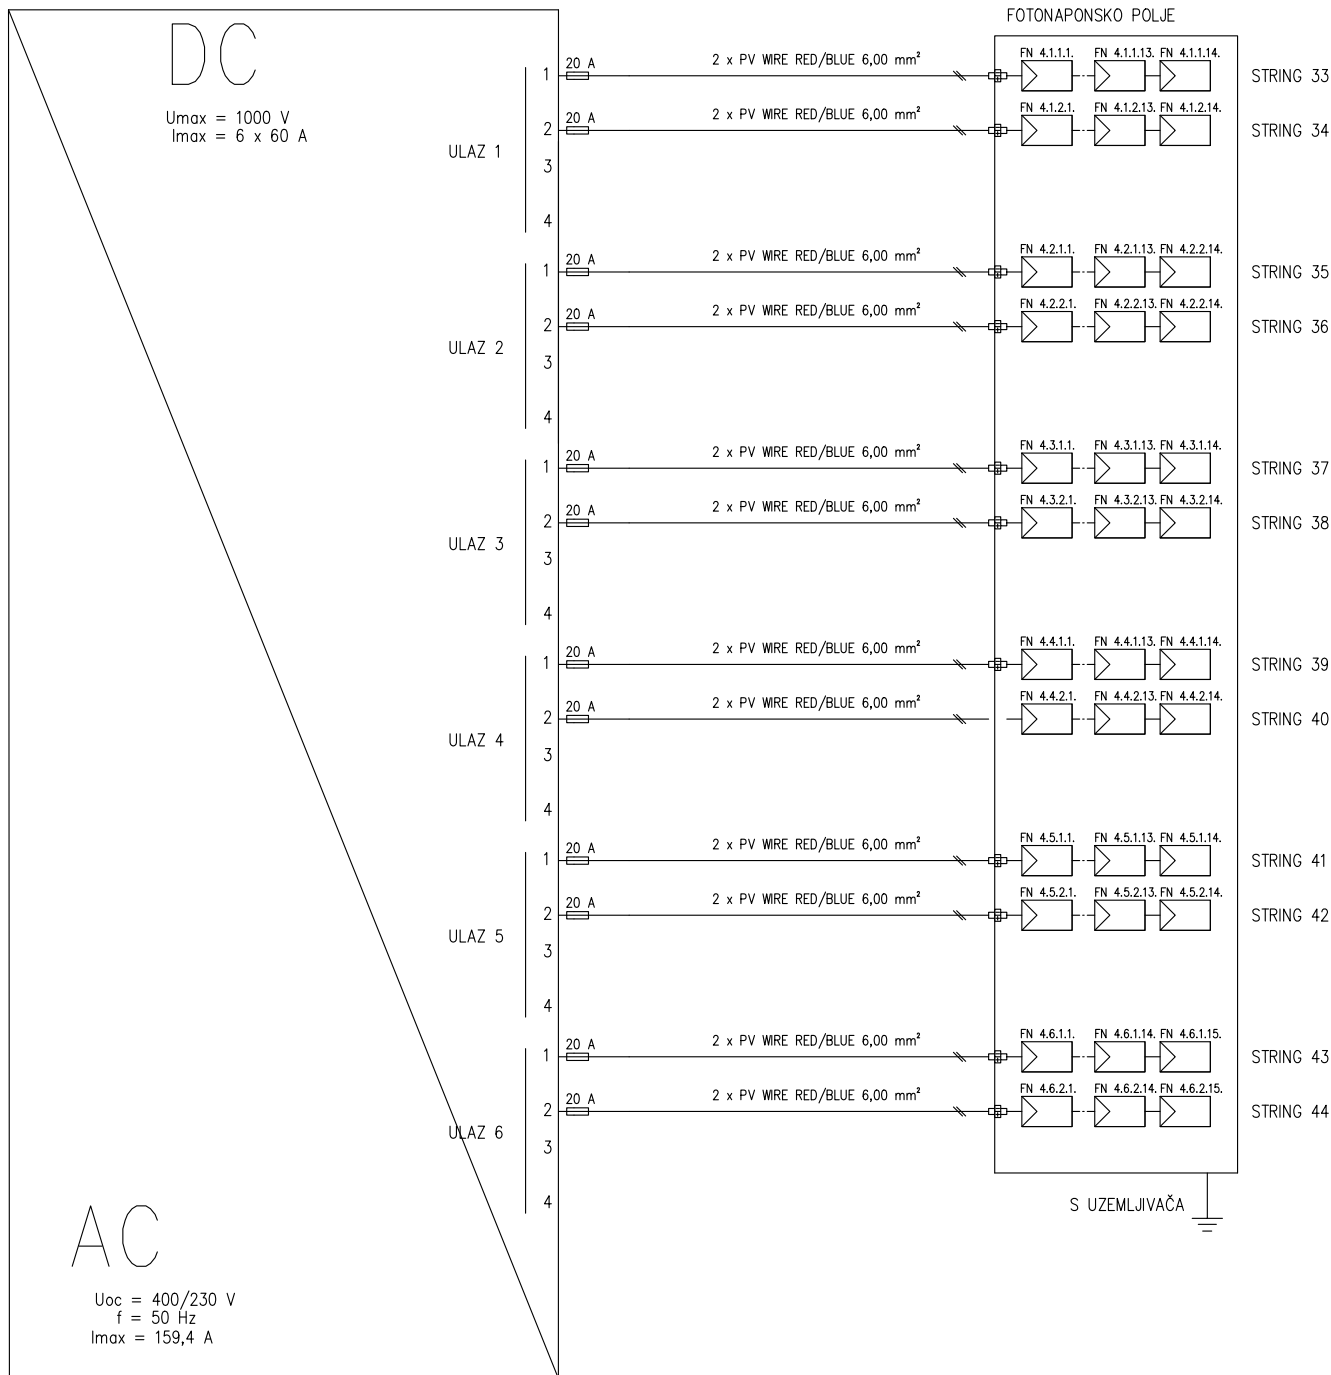 FOTONAPONSKO POLJE
DC
Umax = 1000 V
Imax = 6 x 60 A
ULAZ 1
1 20 A 2 x PV WIRE RED/BLUE 6,00 mm² FN 4.1.1.1. FN 4.1.1.13. FN 4.1.1.14. STRING 33
2 20 A 2 x PV WIRE RED/BLUE 6,00 mm² FN 4.1.2.1. FN 4.1.2.13. FN 4.1.2.14. STRING 34
3
4
ULAZ 2
1 20 A 2 x PV WIRE RED/BLUE 6,00 mm² FN 4.2.1.1. FN 4.2.1.13. FN 4.2.2.14. STRING 35
2 20 A 2 x PV WIRE RED/BLUE 6,00 mm² FN 4.2.2.1. FN 4.2.2.13. FN 4.2.2.14. STRING 36
3
4
ULAZ 3
1 20 A 2 x PV WIRE RED/BLUE 6,00 mm² FN 4.3.1.1. FN 4.3.1.13. FN 4.3.1.14. STRING 37
2 20 A 2 x PV WIRE RED/BLUE 6,00 mm² FN 4.3.2.1. FN 4.3.2.13. FN 4.3.2.14. STRING 38
3
4
ULAZ 4
1 20 A 2 x PV WIRE RED/BLUE 6,00 mm² FN 4.4.1.1. FN 4.4.1.13. FN 4.4.1.14. STRING 39
2 20 A 2 x PV WIRE RED/BLUE 6,00 mm² FN 4.4.2.1. FN 4.4.2.13. FN 4.4.2.14. STRING 40
3
4
ULAZ 5
1 20 A 2 x PV WIRE RED/BLUE 6,00 mm² FN 4.5.1.1. FN 4.5.1.13. FN 4.5.1.14. STRING 41
2 20 A 2 x PV WIRE RED/BLUE 6,00 mm² FN 4.5.2.1. FN 4.5.2.13. FN 4.5.2.14. STRING 42
3
4
ULAZ 6
1 20 A 2 x PV WIRE RED/BLUE 6,00 mm² FN 4.6.1.1. FN 4.6.1.14. FN 4.6.1.15. STRING 43
2 20 A 2 x PV WIRE RED/BLUE 6,00 mm² FN 4.6.2.1. FN 4.6.2.14. FN 4.6.2.15. STRING 44
3
4
S UZEMLJIVAČA
AC
Uoc = 400/230 V
f = 50 Hz
Imax = 159,4 A